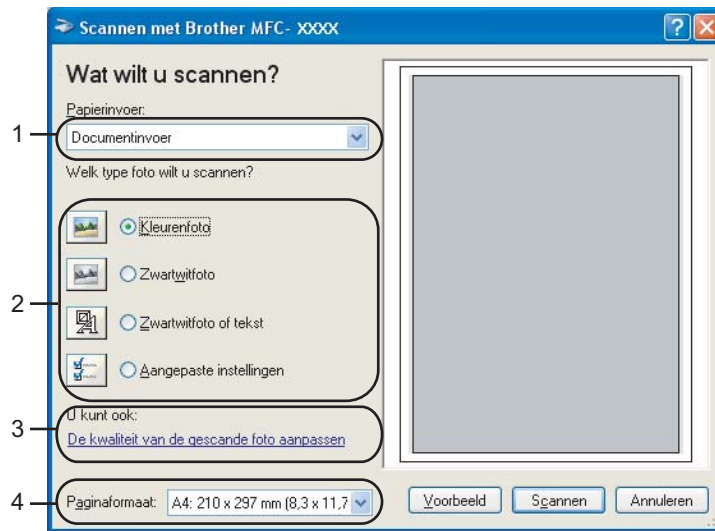 Scannen met Brother MFC- XXXX
Wat wilt u scannen?
Papierinvoer:
1
Documentinvoer
Welk type foto wilt u scannen?
2
Kleurenfoto
Zwartwitfoto
Zwartwitfoto of tekst
Aangepaste instellingen
3
U kunt ook:
De kwaliteit van de gescande foto aanpassen
4
Paginaformaat: A4: 210 x 297 mm (8,3 x 11,7
Voorbeeld Scannen Annuleren